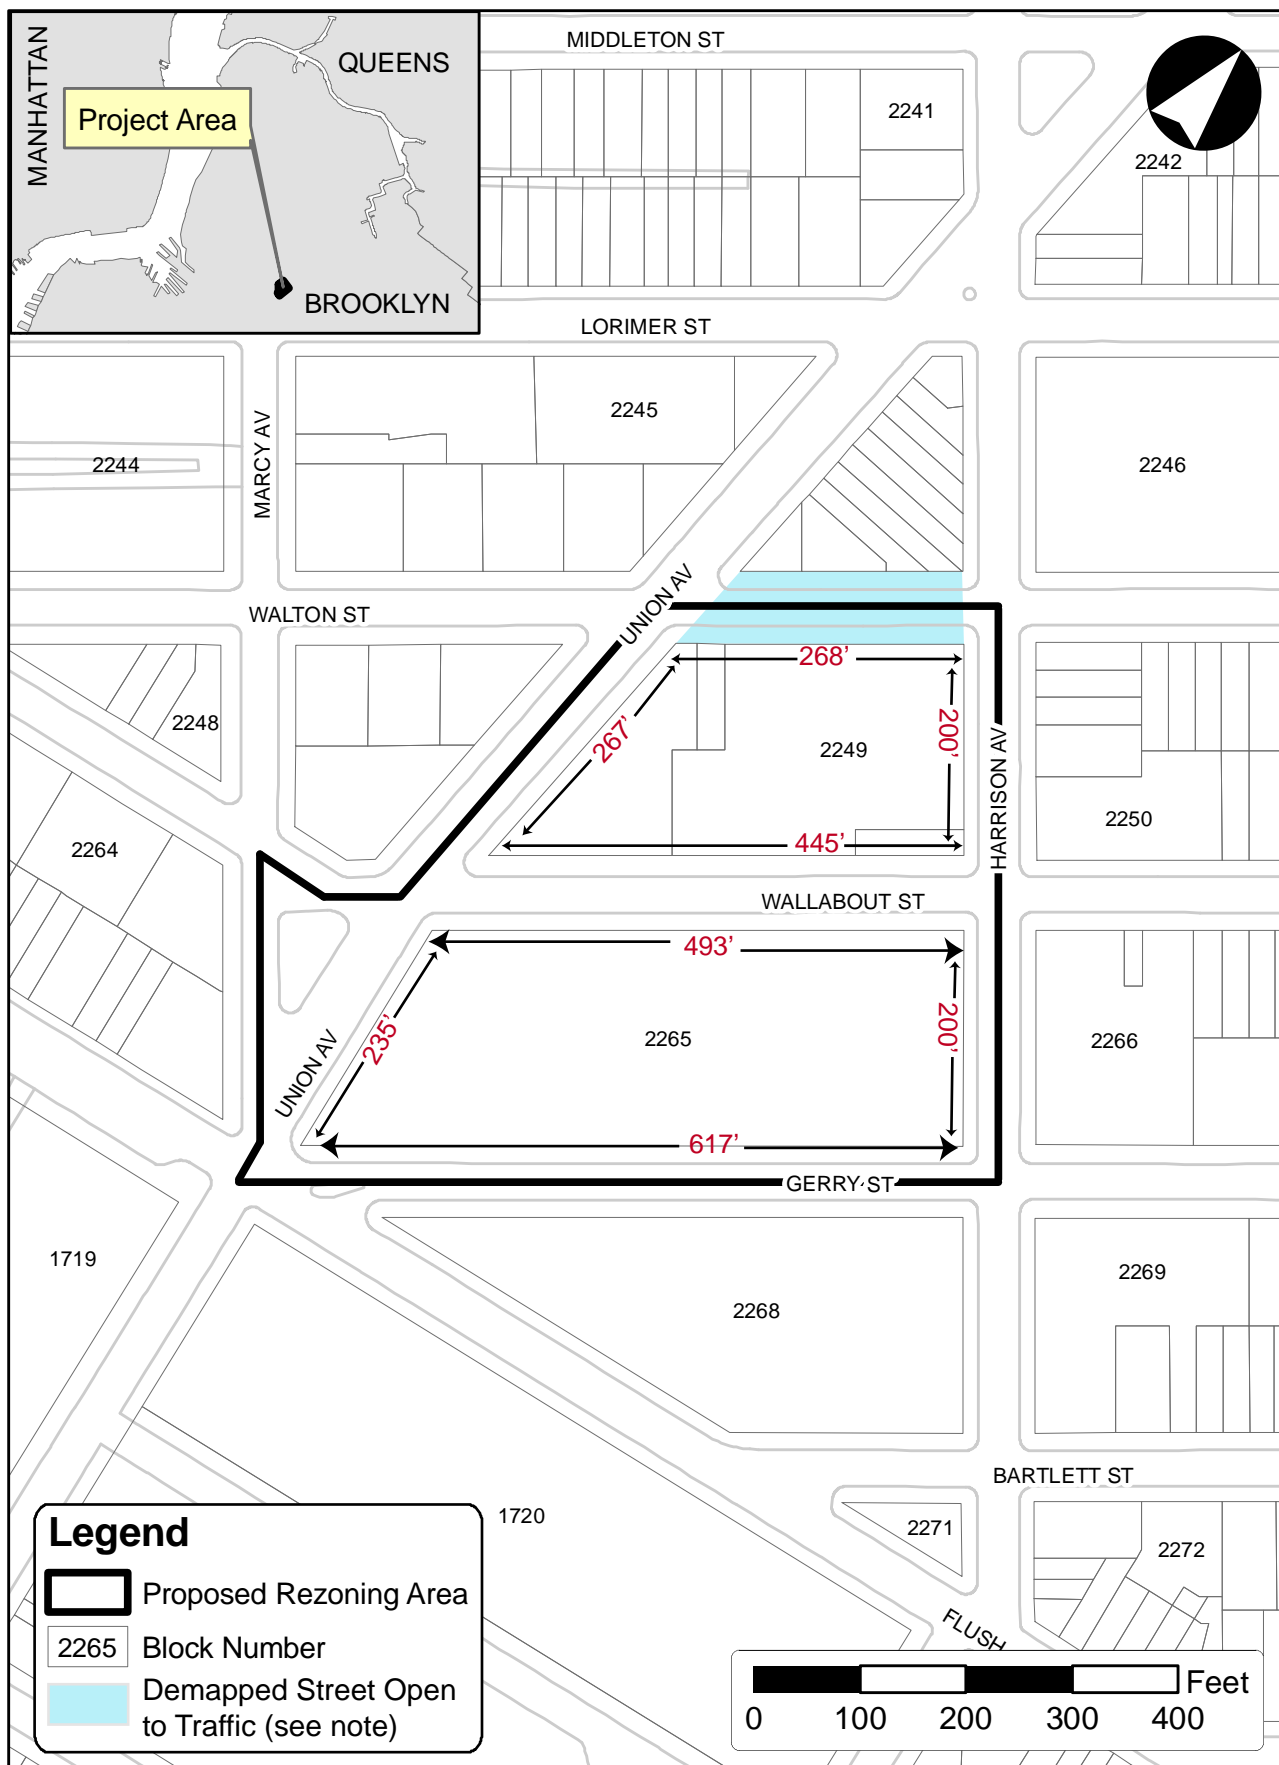 MANHATTAN
QUEENS
Project Area
BROOKLYN
MIDDLETON ST
2241
2242
LORIMER ST
2245
2244
MARCY AV
2246
WALTON ST
UNION AV
268'
2248
267'
200'
2249
HARRISON AV
2250
2264
445'
WALLABOUT ST
493'
235'
200'
2265
2266
UNION AV
617'
GERRY ST
1719
2269
2268
BARTLETT ST
1720
2271
2272
FLUSH
Legend
Proposed Rezoning Area
2265 Block Number
Demapped Street Open
to Traffic (see note)
Feet
0 100 200 300 400